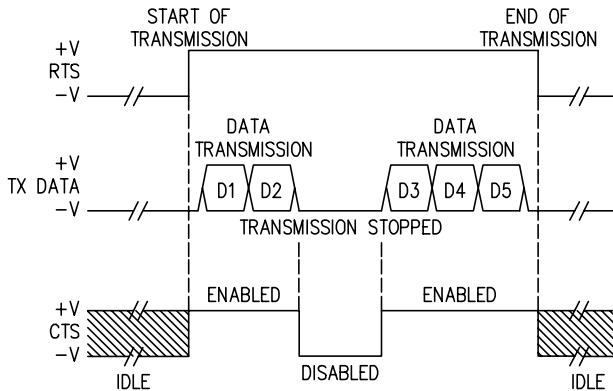 START OF
TRANSMISSION
END OF
TRANSMISSION
+V
RTS
−V
DATA
TRANSMISSION
DATA
TRANSMISSION
+V
TX DATA
−V
D1 D2 D3 D4 D5
TRANSMISSION STOPPED
ENABLED ENABLED
+V
CTS
−V
DISABLED
IDLE IDLE